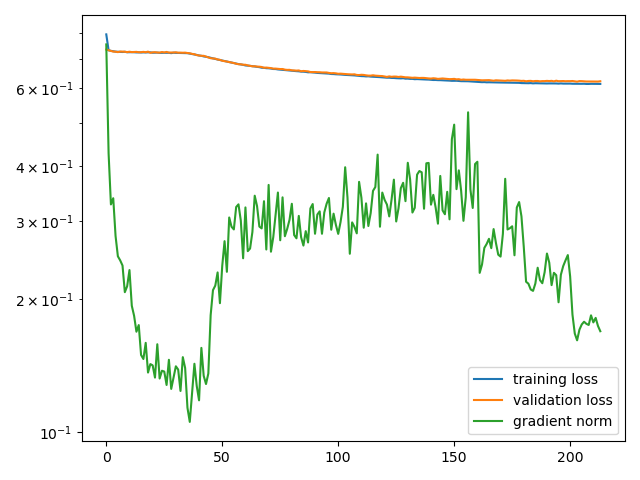 6 × 10⁻¹
4 × 10⁻¹
3 × 10⁻¹
2 × 10⁻¹
10⁻¹
0 50 100 150 200
training loss
validation loss
gradient norm